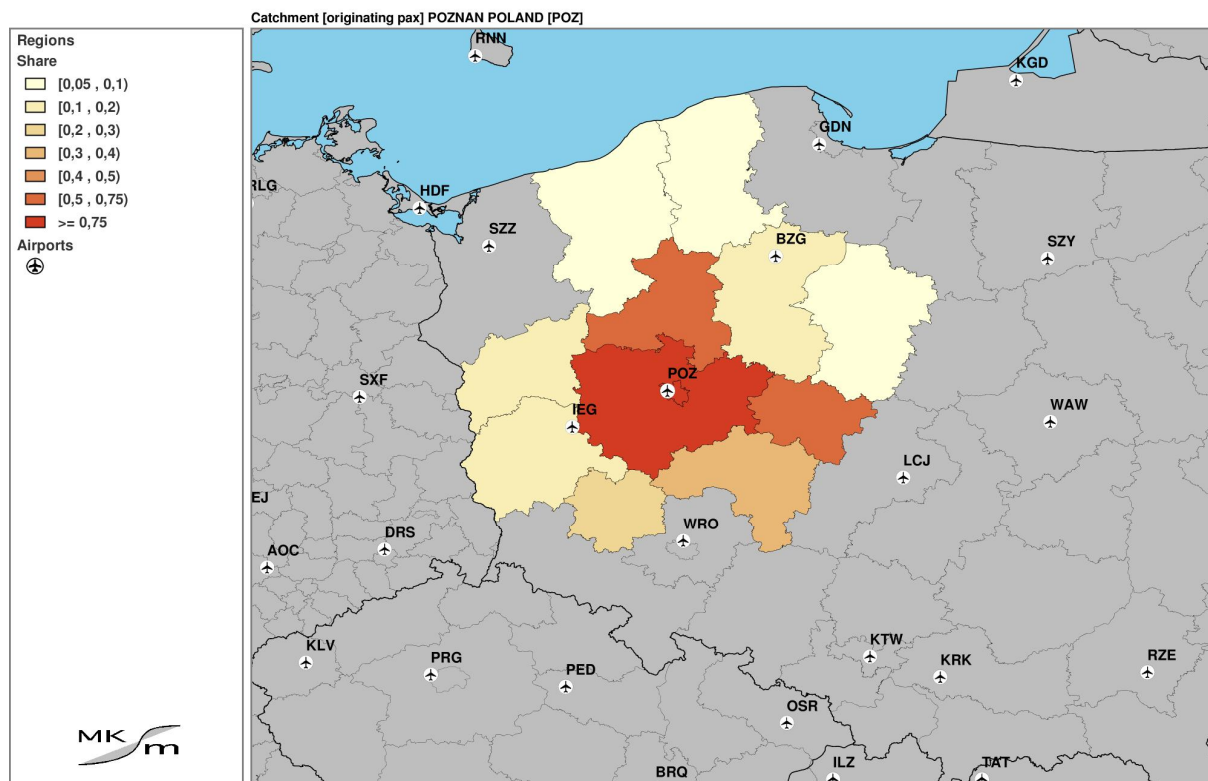 Catchment [originating pax] POZNAN POLAND [POZ]
Regions
Share
[0,05 , 0,1)
[0,1 , 0,2)
[0,2 , 0,3)
[0,3 , 0,4)
[0,4 , 0,5)
[0,5 , 0,75)
>= 0,75
Airports
RNN
KGD
GDN
RLG
HDF
SZZ
BZG
SZY
SXF
POZ
IEG
WAW
LCJ
EJ
DRS
WRO
AOC
KLV
PRG
PED
KTW
KRK
RZE
OSR
BRQ
ILZ
TAT
MK
m